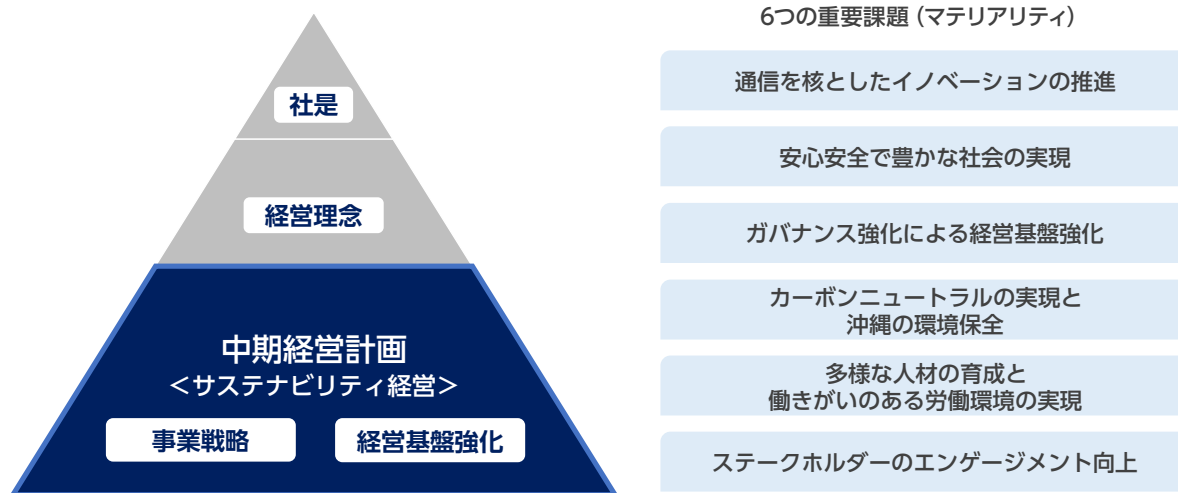 社是
経営理念
中期経営計画
＜サステナビリティ経営＞
事業戦略
経営基盤強化
6つの重要課題（マテリアリティ）
通信を核としたイノベーションの推進
安心安全で豊かな社会の実現
ガバナンス強化による経営基盤強化
カーボンニュートラルの実現と
沖縄の環境保全
多様な人材の育成と
働きがいのある労働環境の実現
ステークホルダーのエンゲージメント向上